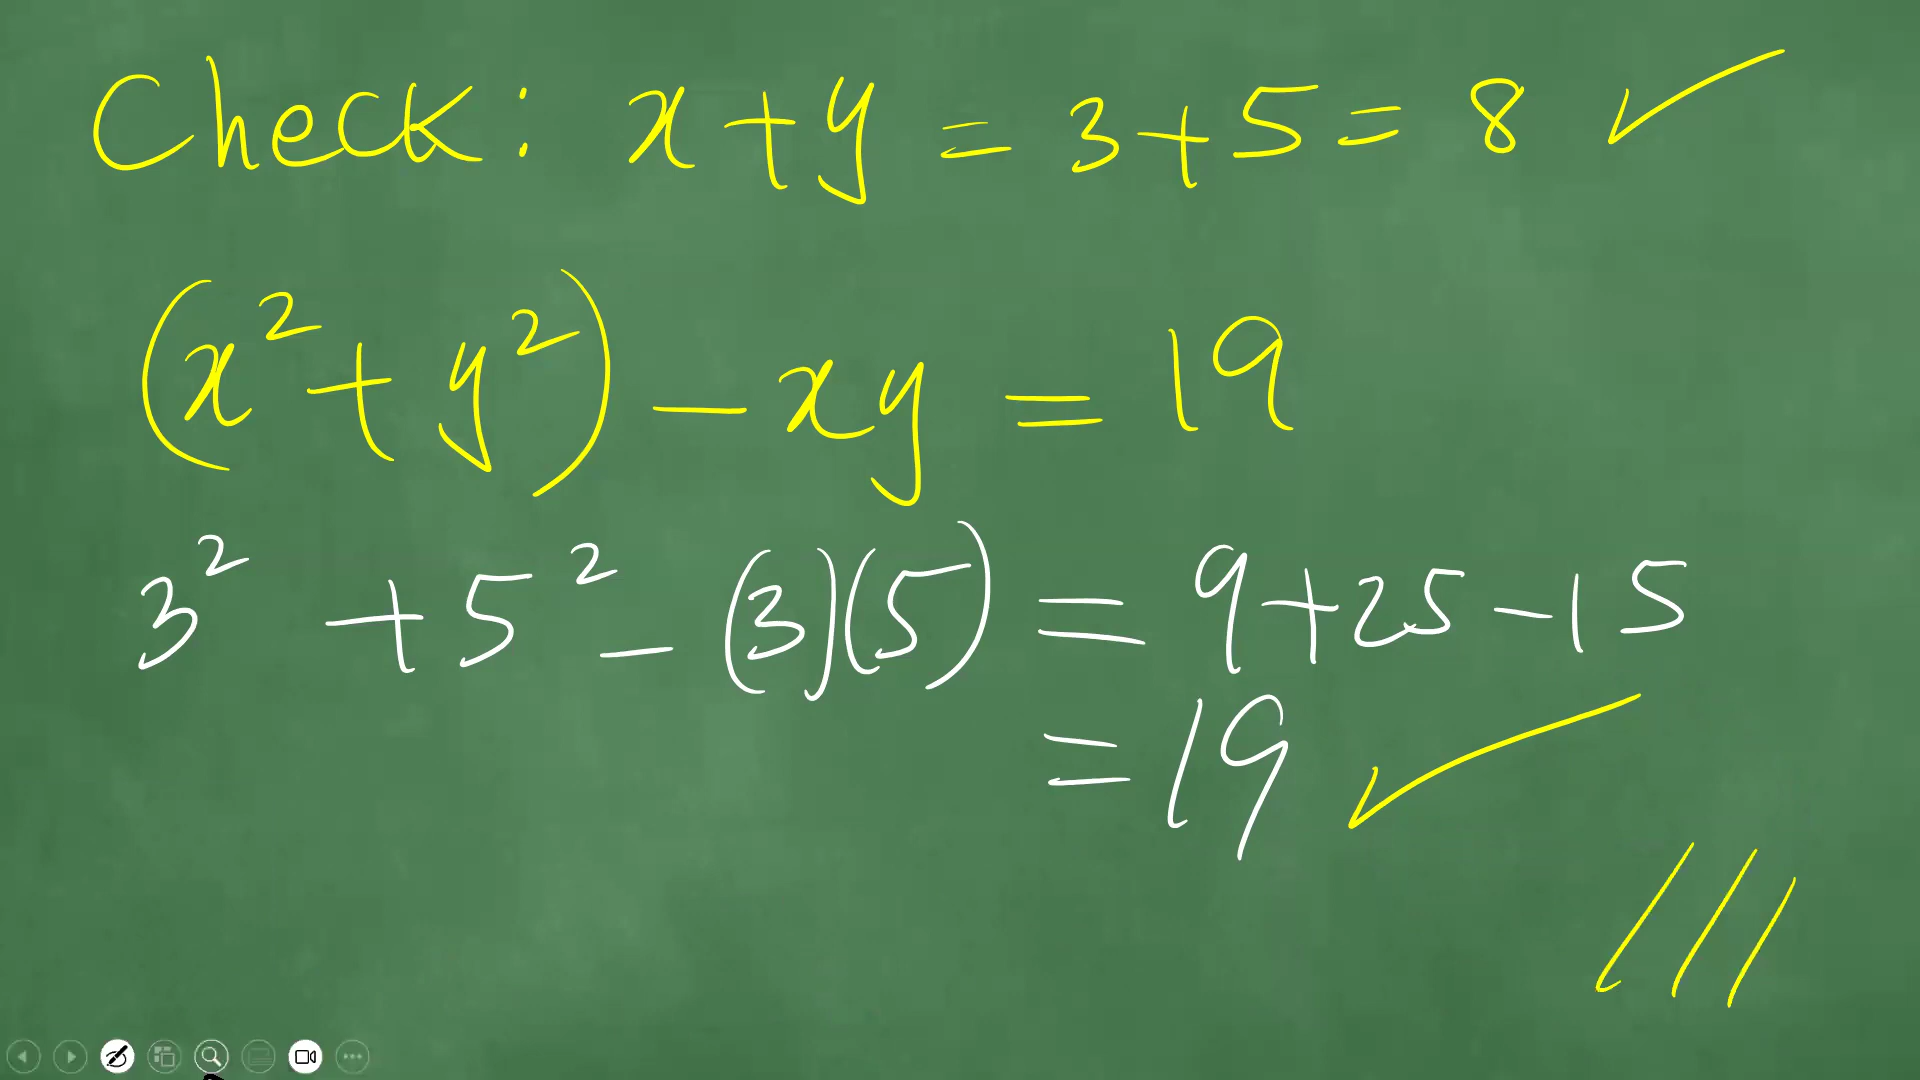 Check: x+y = 3+5 = 8 ✓
(x²+y²) - xy = 19
3² + 5² - (3)(5) = 9+25-15
= 19 ✓